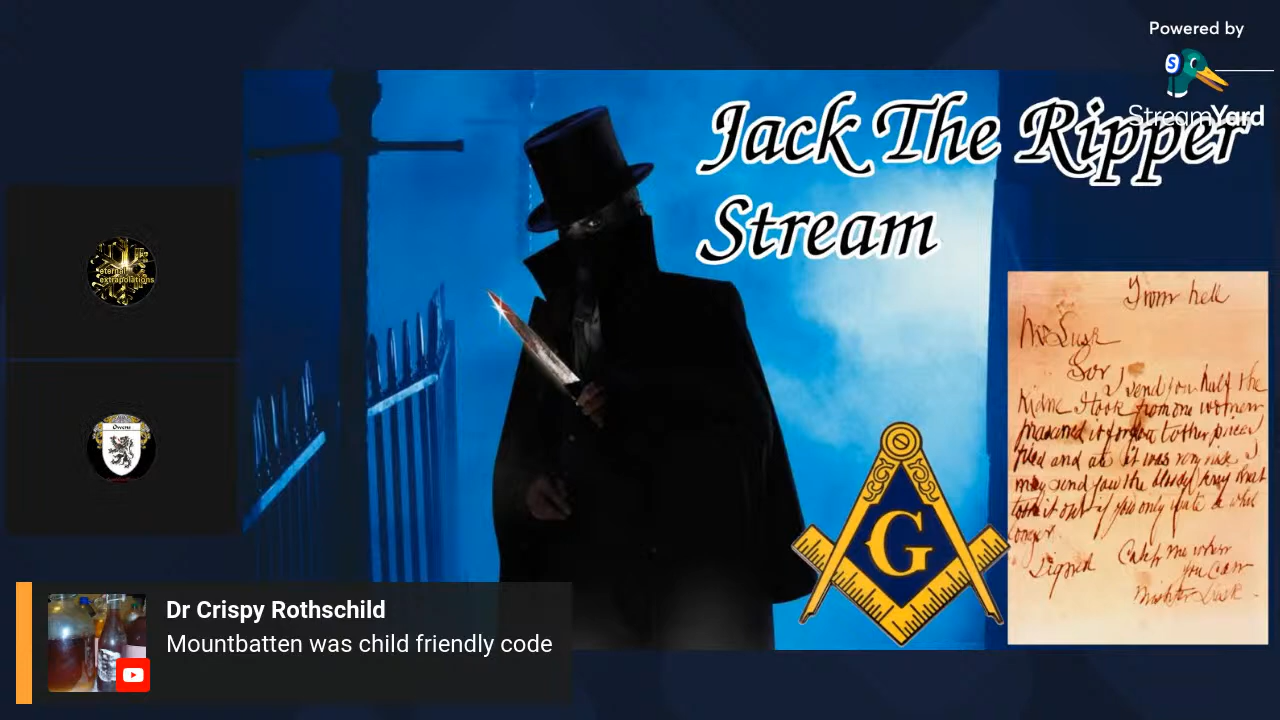 Powered by
StreamYard
Jack The Ripper
Stream
eternal
extrapolations
Owens
From hell
Mr Lusk
Sor
I send you half the
Kidne I took from one women
prasarved it for you tother piece I
fried and ate it was very nise I
may send you the bloody knif that
took it out if you only wate a whil
longer
Signed Catch me when
you can
Mishter Lusk
G
Dr Crispy Rothschild
Mountbatten was child friendly code